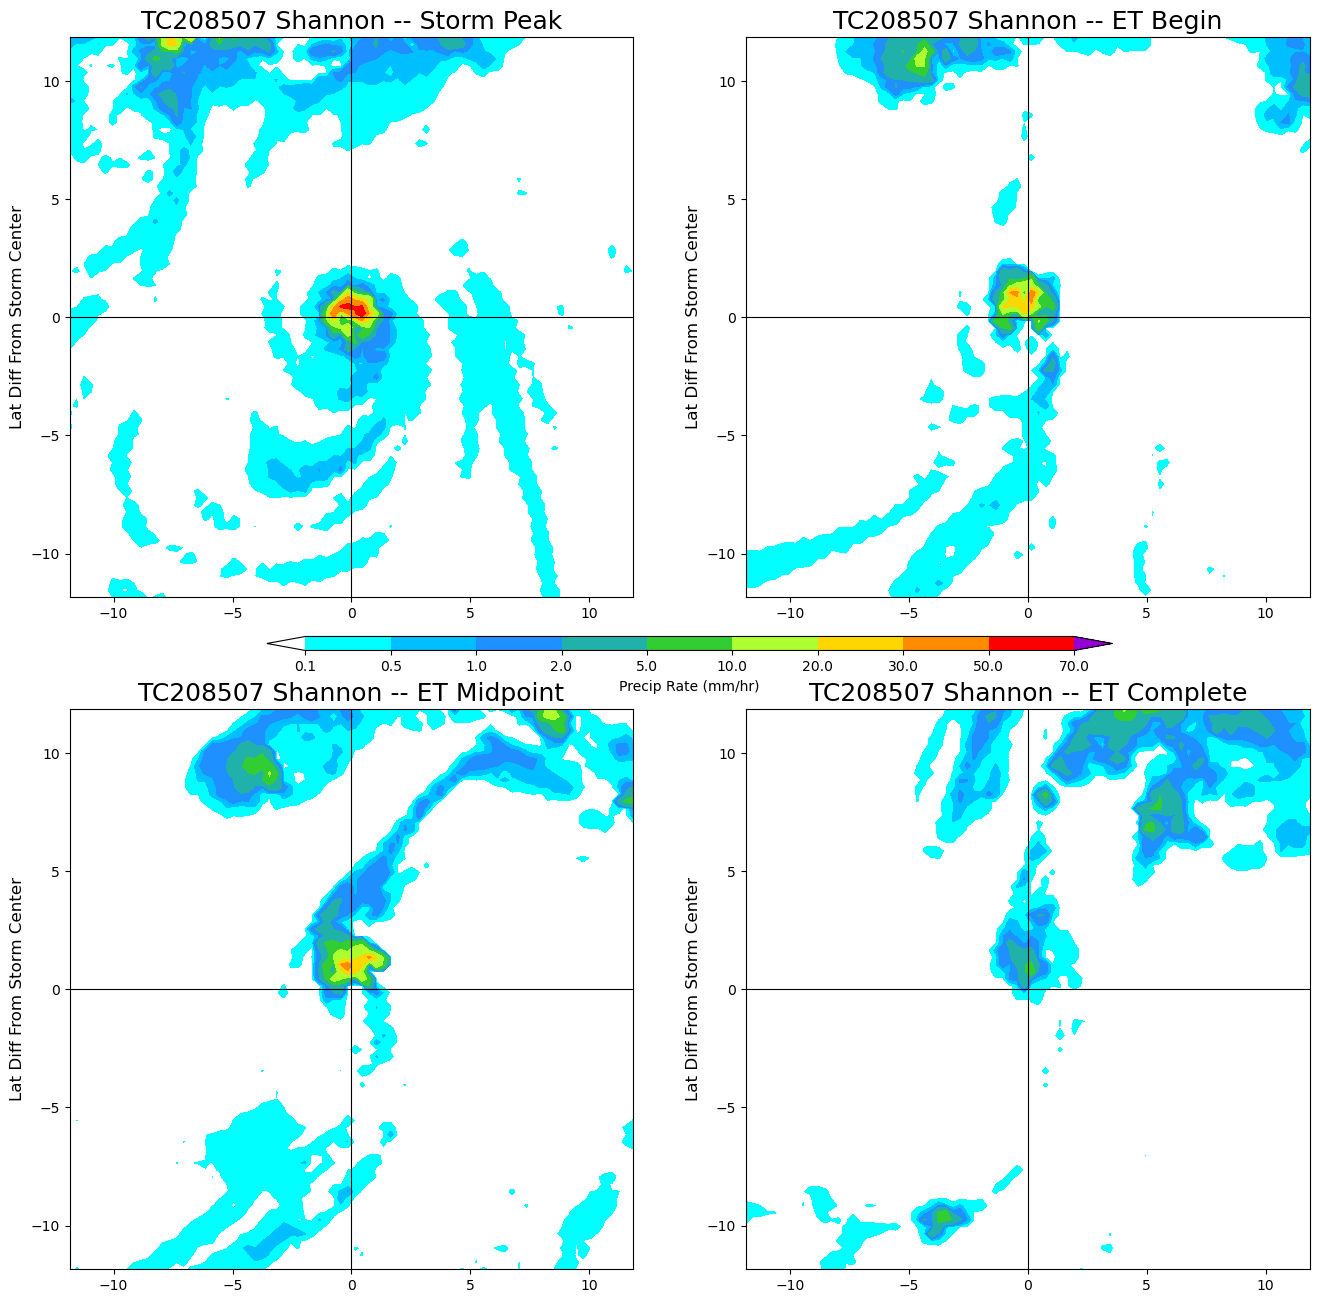 TC208507 Shannon -- Storm Peak
TC208507 Shannon -- ET Begin
10
5
0
−5
−10
Lat Diff From Storm Center
−10 −5 0 5 10
10
5
0
−5
−10
Lat Diff From Storm Center
−10 −5 0 5 10
0.1 0.5 1.0 2.0 5.0 10.0 20.0 30.0 50.0 70.0
Precip Rate (mm/hr)
TC208507 Shannon -- ET Midpoint
TC208507 Shannon -- ET Complete
10
5
0
−5
−10
Lat Diff From Storm Center
−10 −5 0 5 10
10
5
0
−5
−10
Lat Diff From Storm Center
−10 −5 0 5 10